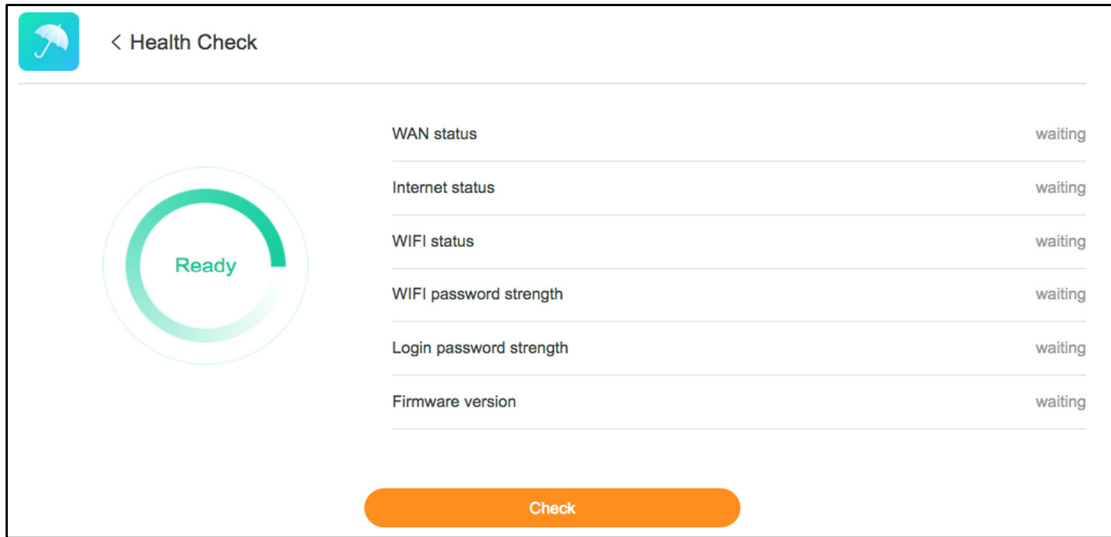 < Health Check
WAN status waiting
Internet status waiting
WIFI status waiting
Ready
WIFI password strength waiting
Login password strength waiting
Firmware version waiting
Check